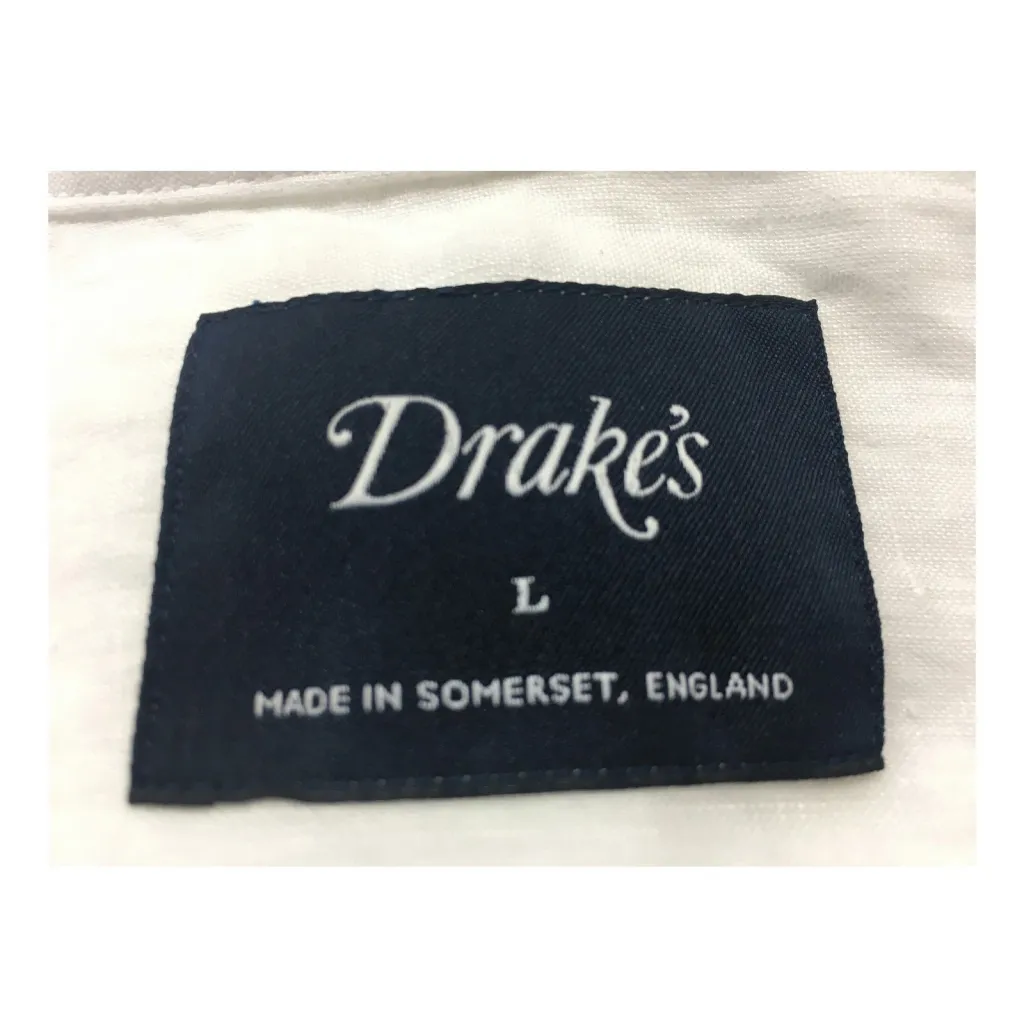 Drake's
L
MADE IN SOMERSET, ENGLAND